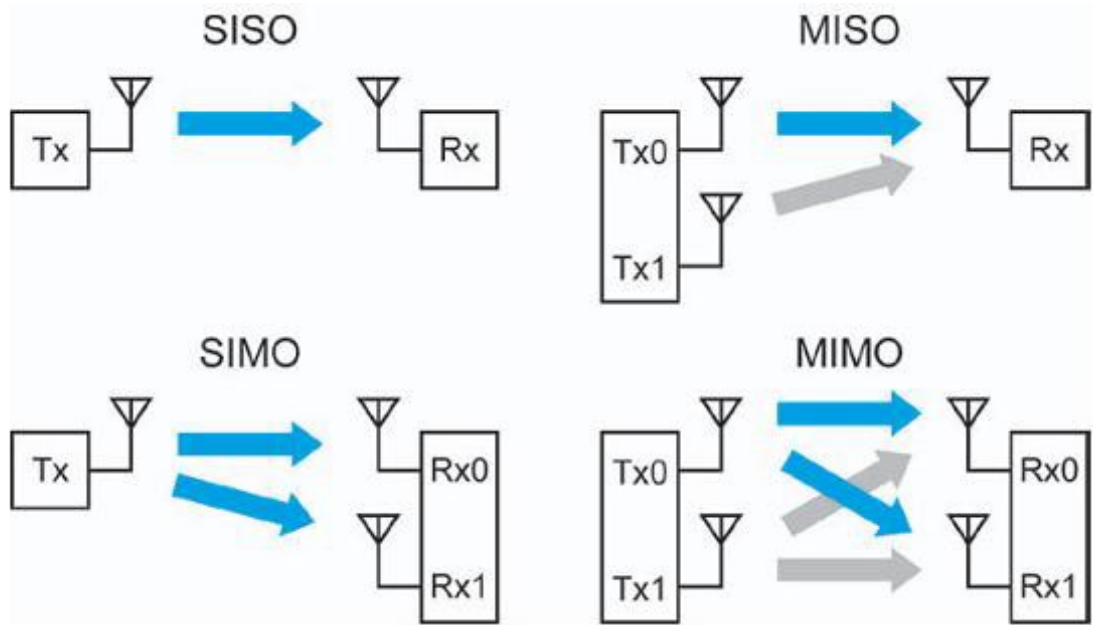 SISO
Tx
Rx
MISO
Tx0
Tx1
Rx
SIMO
Tx
Rx0
Rx1
MIMO
Tx0
Tx1
Rx0
Rx1